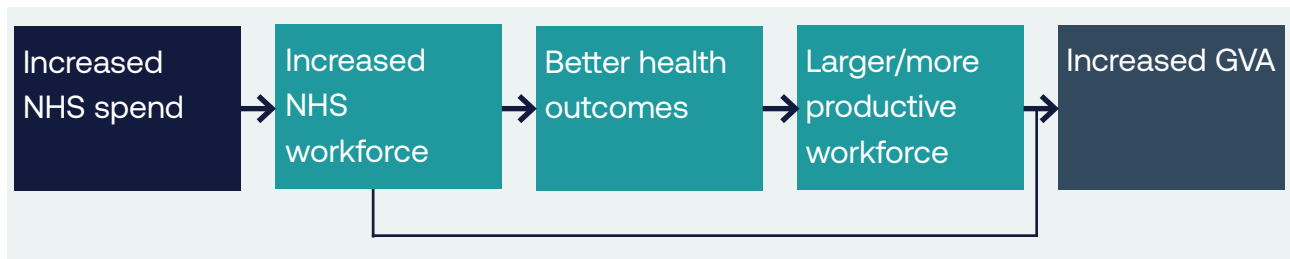 Increased
NHS spend
Increased
NHS
workforce
Better health
outcomes
Larger/more
productive
workforce
Increased GVA